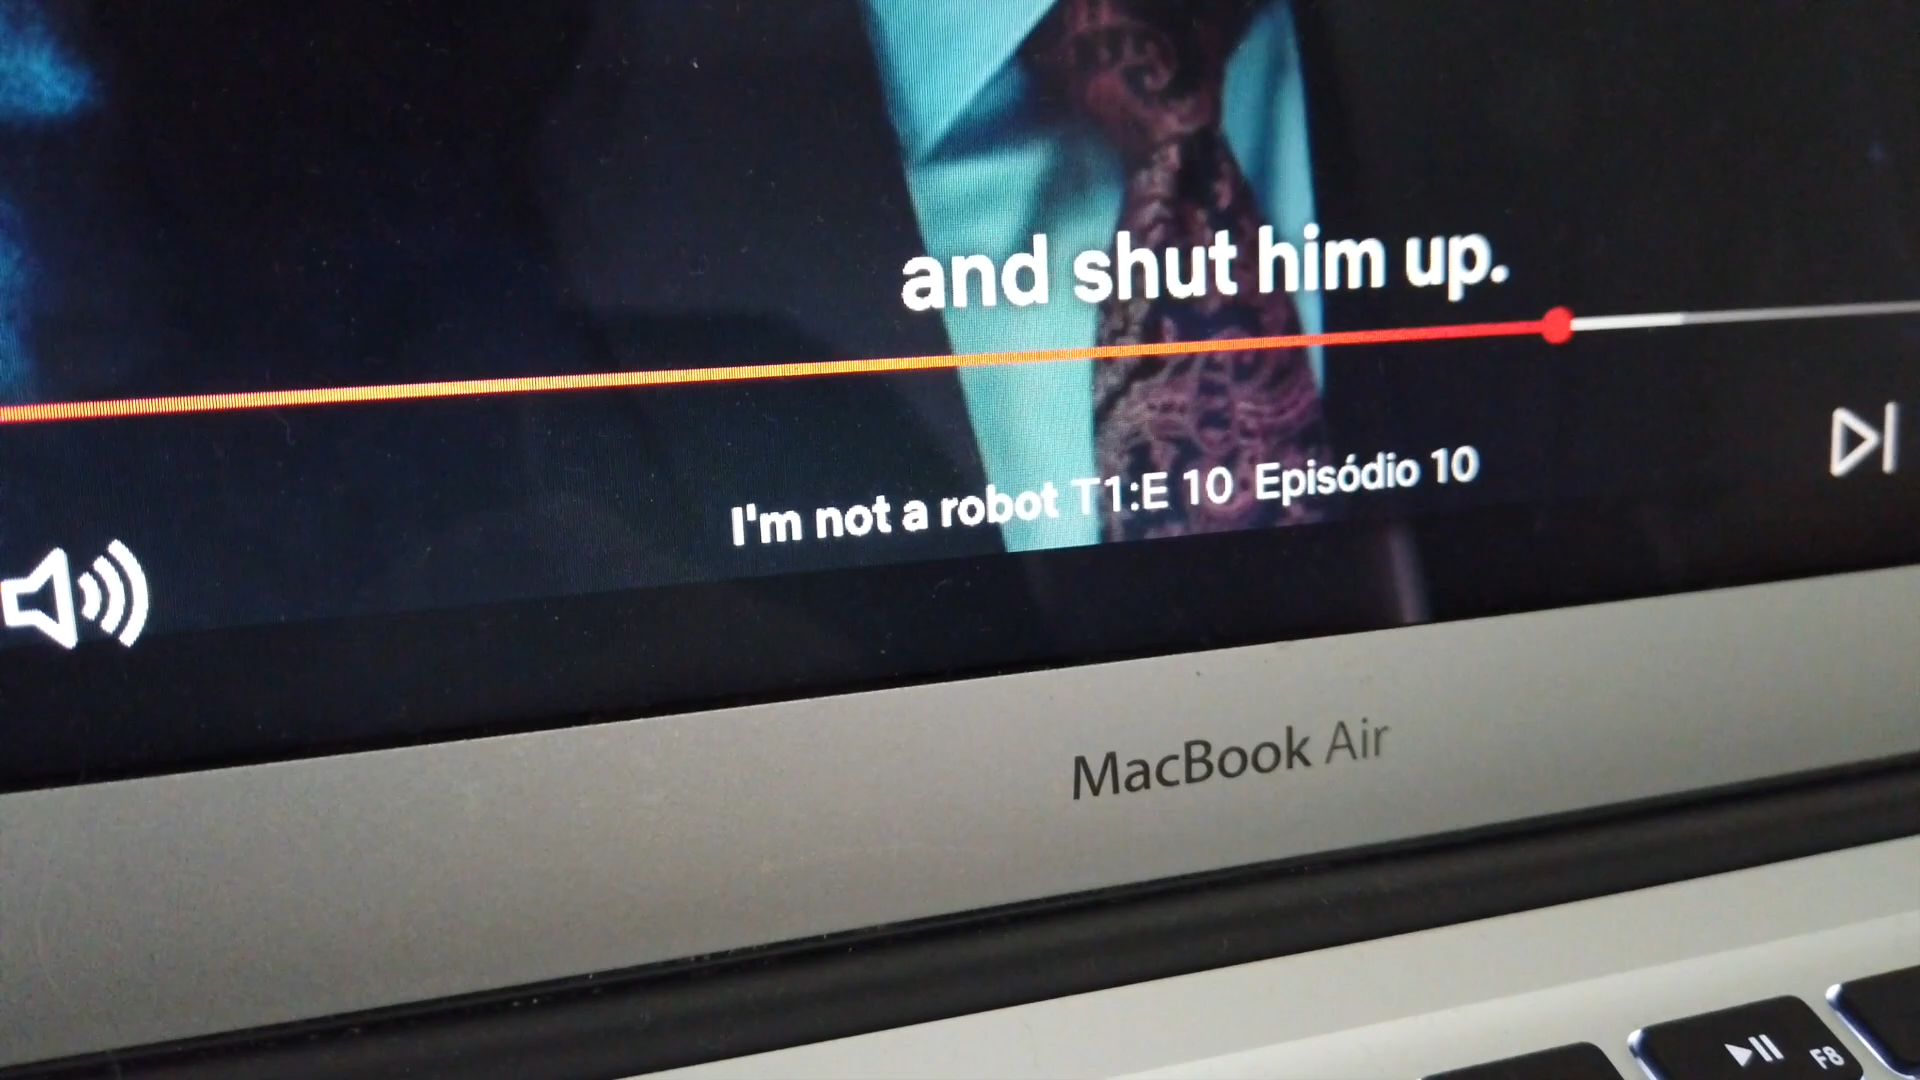 and shut him up.
I'm not a robot T1:E 10 Episódio 10
MacBook Air
F8